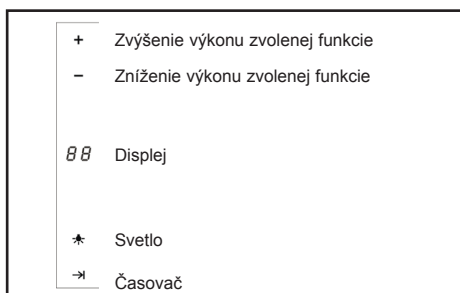 + Zvýšenie výkonu zvolenej funkcie
– Zníženie výkonu zvolenej funkcie
88 Displej
Svetlo
Časovač